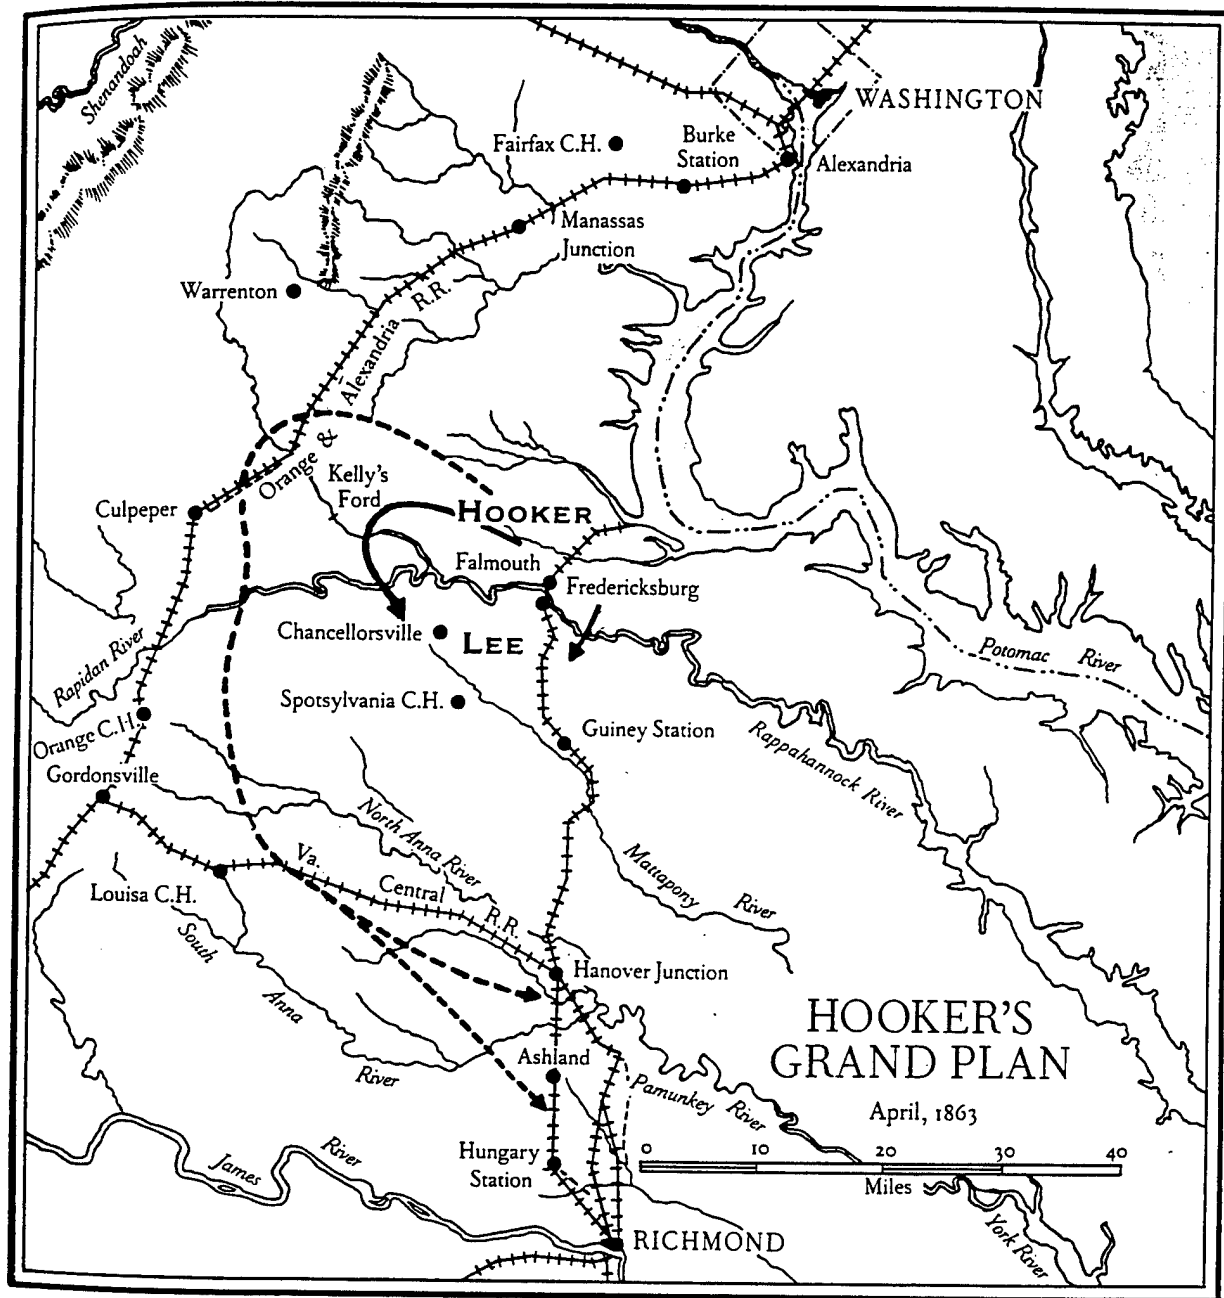 Shenandoah
WASHINGTON
Fairfax C.H.
Burke
Station
Alexandria
Manassas
Junction
Warrenton
Orange & Alexandria R.R.
Kelly's
Ford
Culpeper
HOOKER
Falmouth
Fredericksburg
Chancellorsville
LEE
Rapidan River
Potomac River
Spotsylvania C.H.
Orange C.H.
Guiney Station
Rappahannock River
Gordonsville
North Anna River
Va. Central R.R.
Mattapony River
Louisa C.H.
South Anna River
Hanover Junction
HOOKER'S
GRAND PLAN
April, 1863
Ashland
Pamunkey River
0 10 20 30 40
Miles
Hungary
Station
James River
York River
RICHMOND